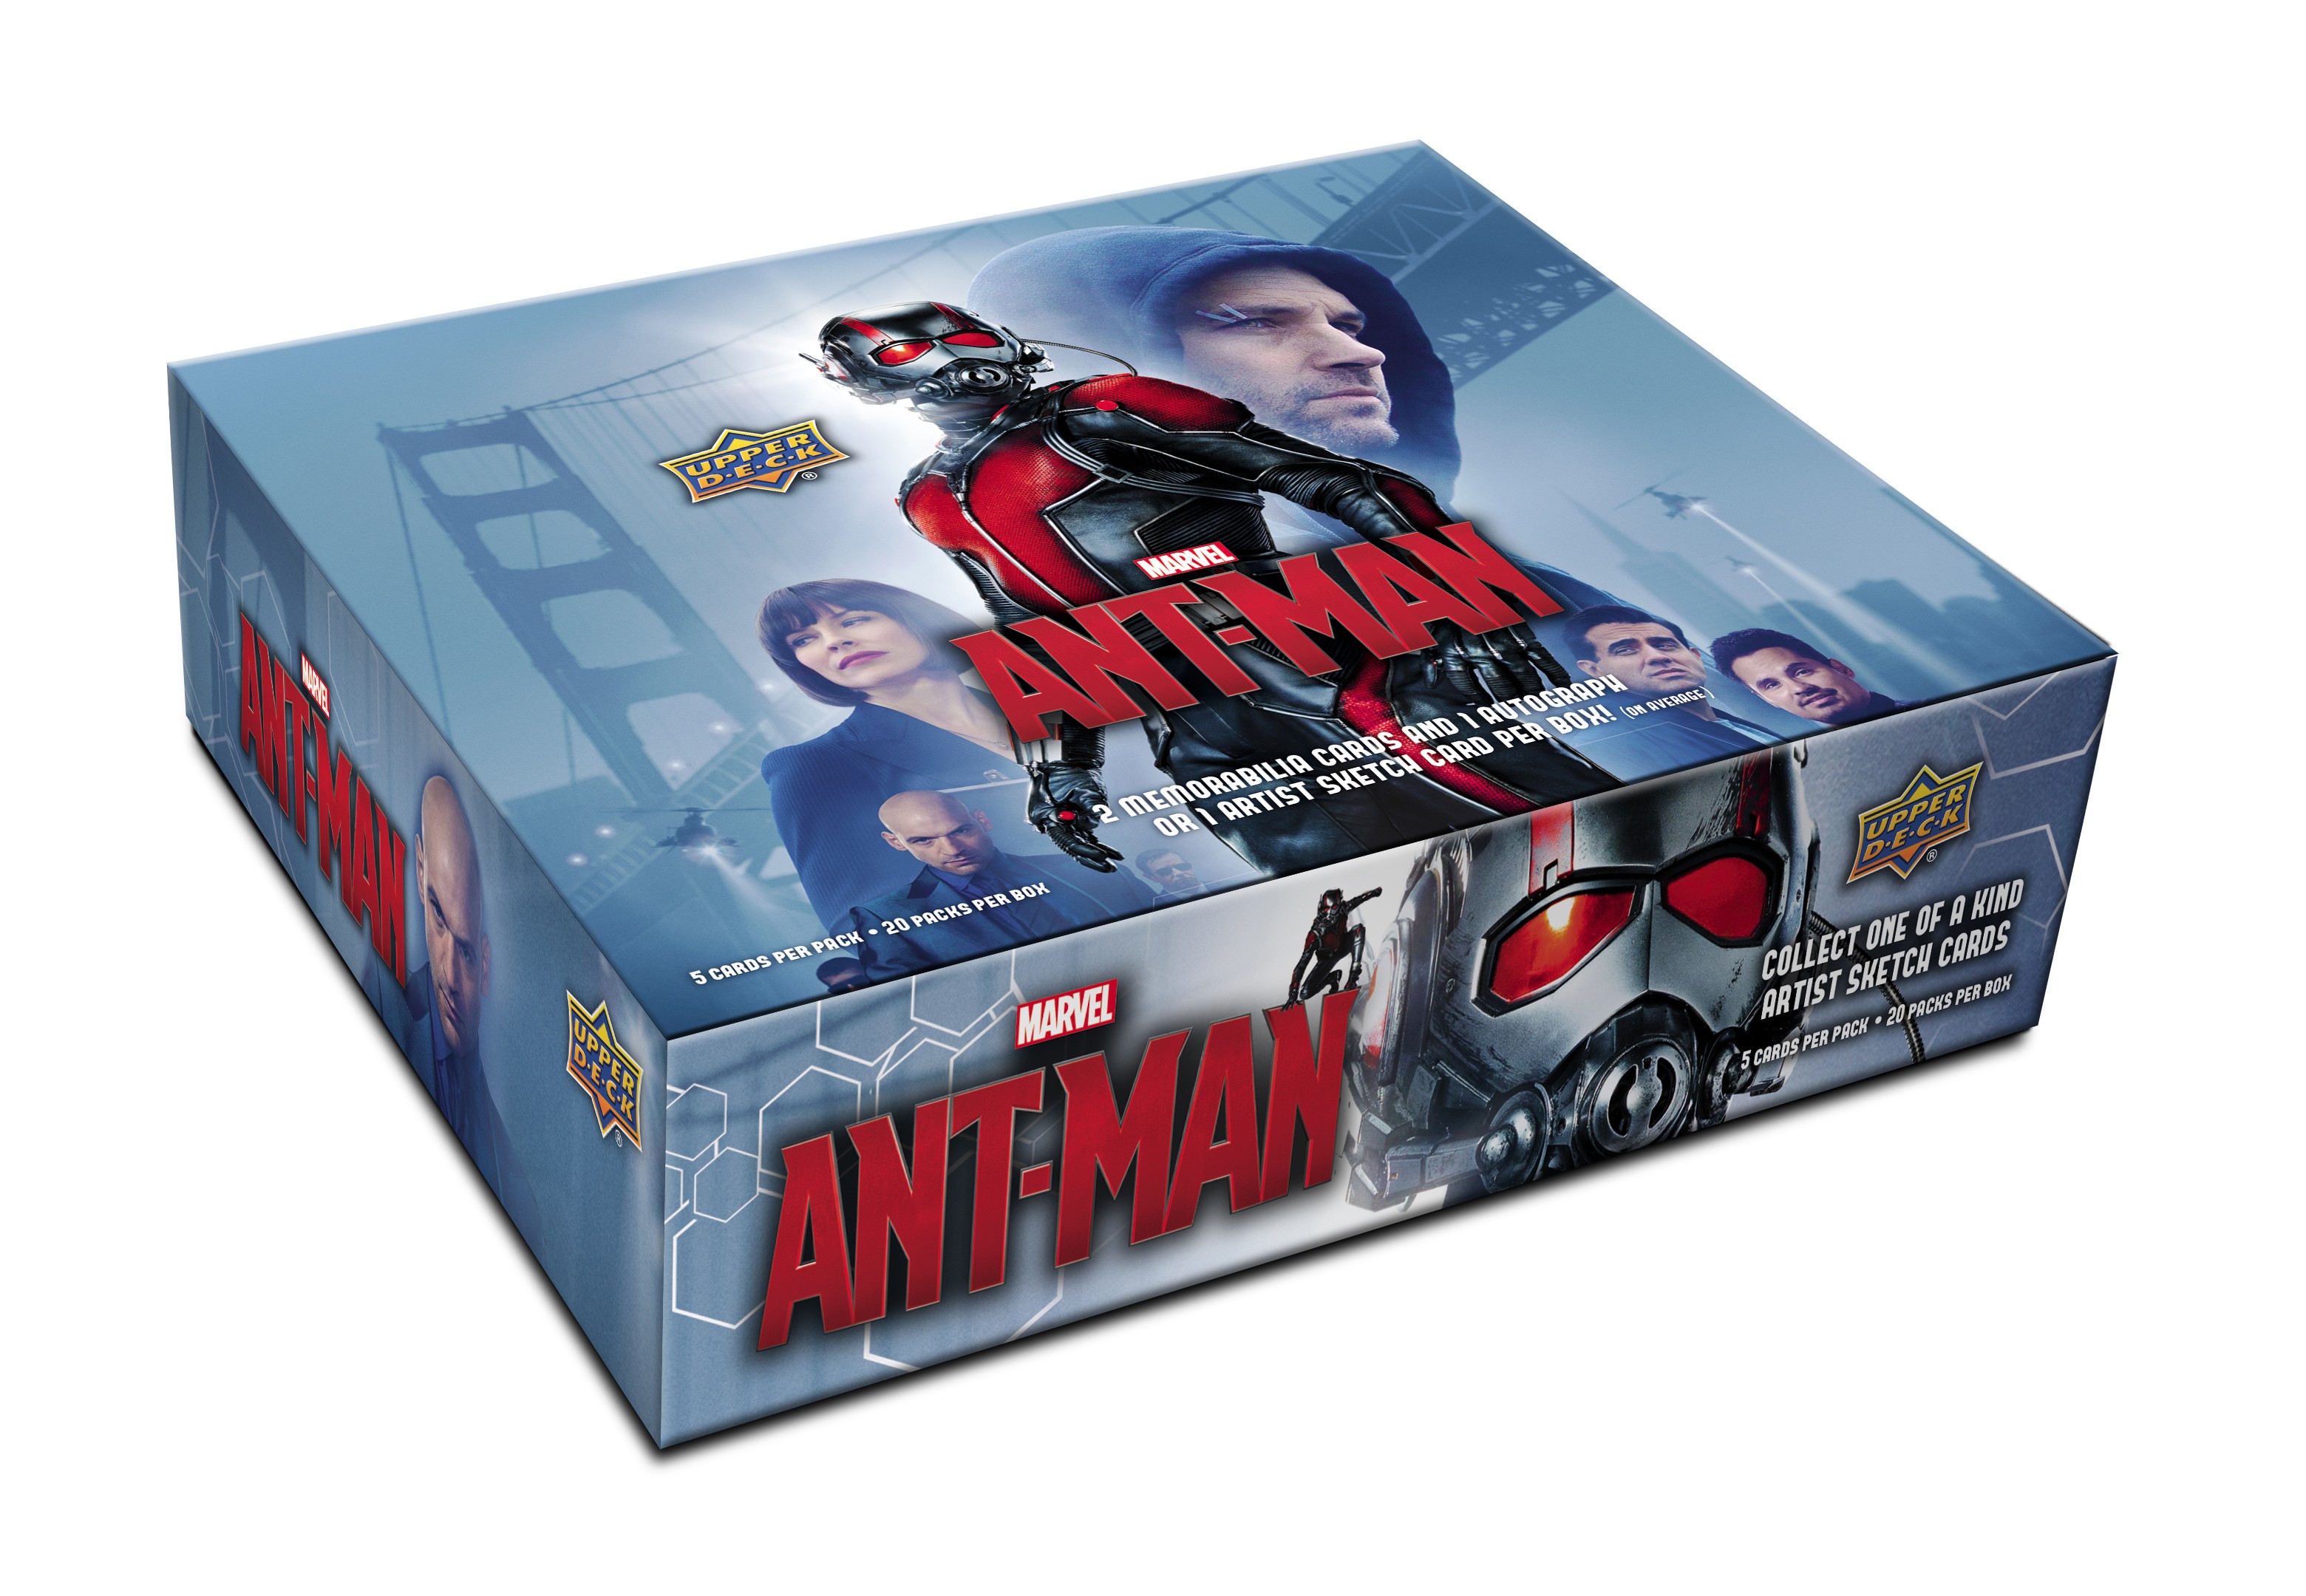 UPPER
D·E·C·K®
MARVEL
ANT-MAN
2 MEMORABILIA CARDS AND 1 AUTOGRAPH
OR 1 ARTIST SKETCH CARD PER BOX! (ON AVERAGE)
5 CARDS PER PACK • 20 PACKS PER BOX
MARVEL
ANT-MAN
UPPER
D·E·C·K®
MARVEL
ANT-MAN
UPPER
D·E·C·K®
COLLECT ONE OF A KIND
ARTIST SKETCH CARDS
5 CARDS PER PACK • 20 PACKS PER BOX